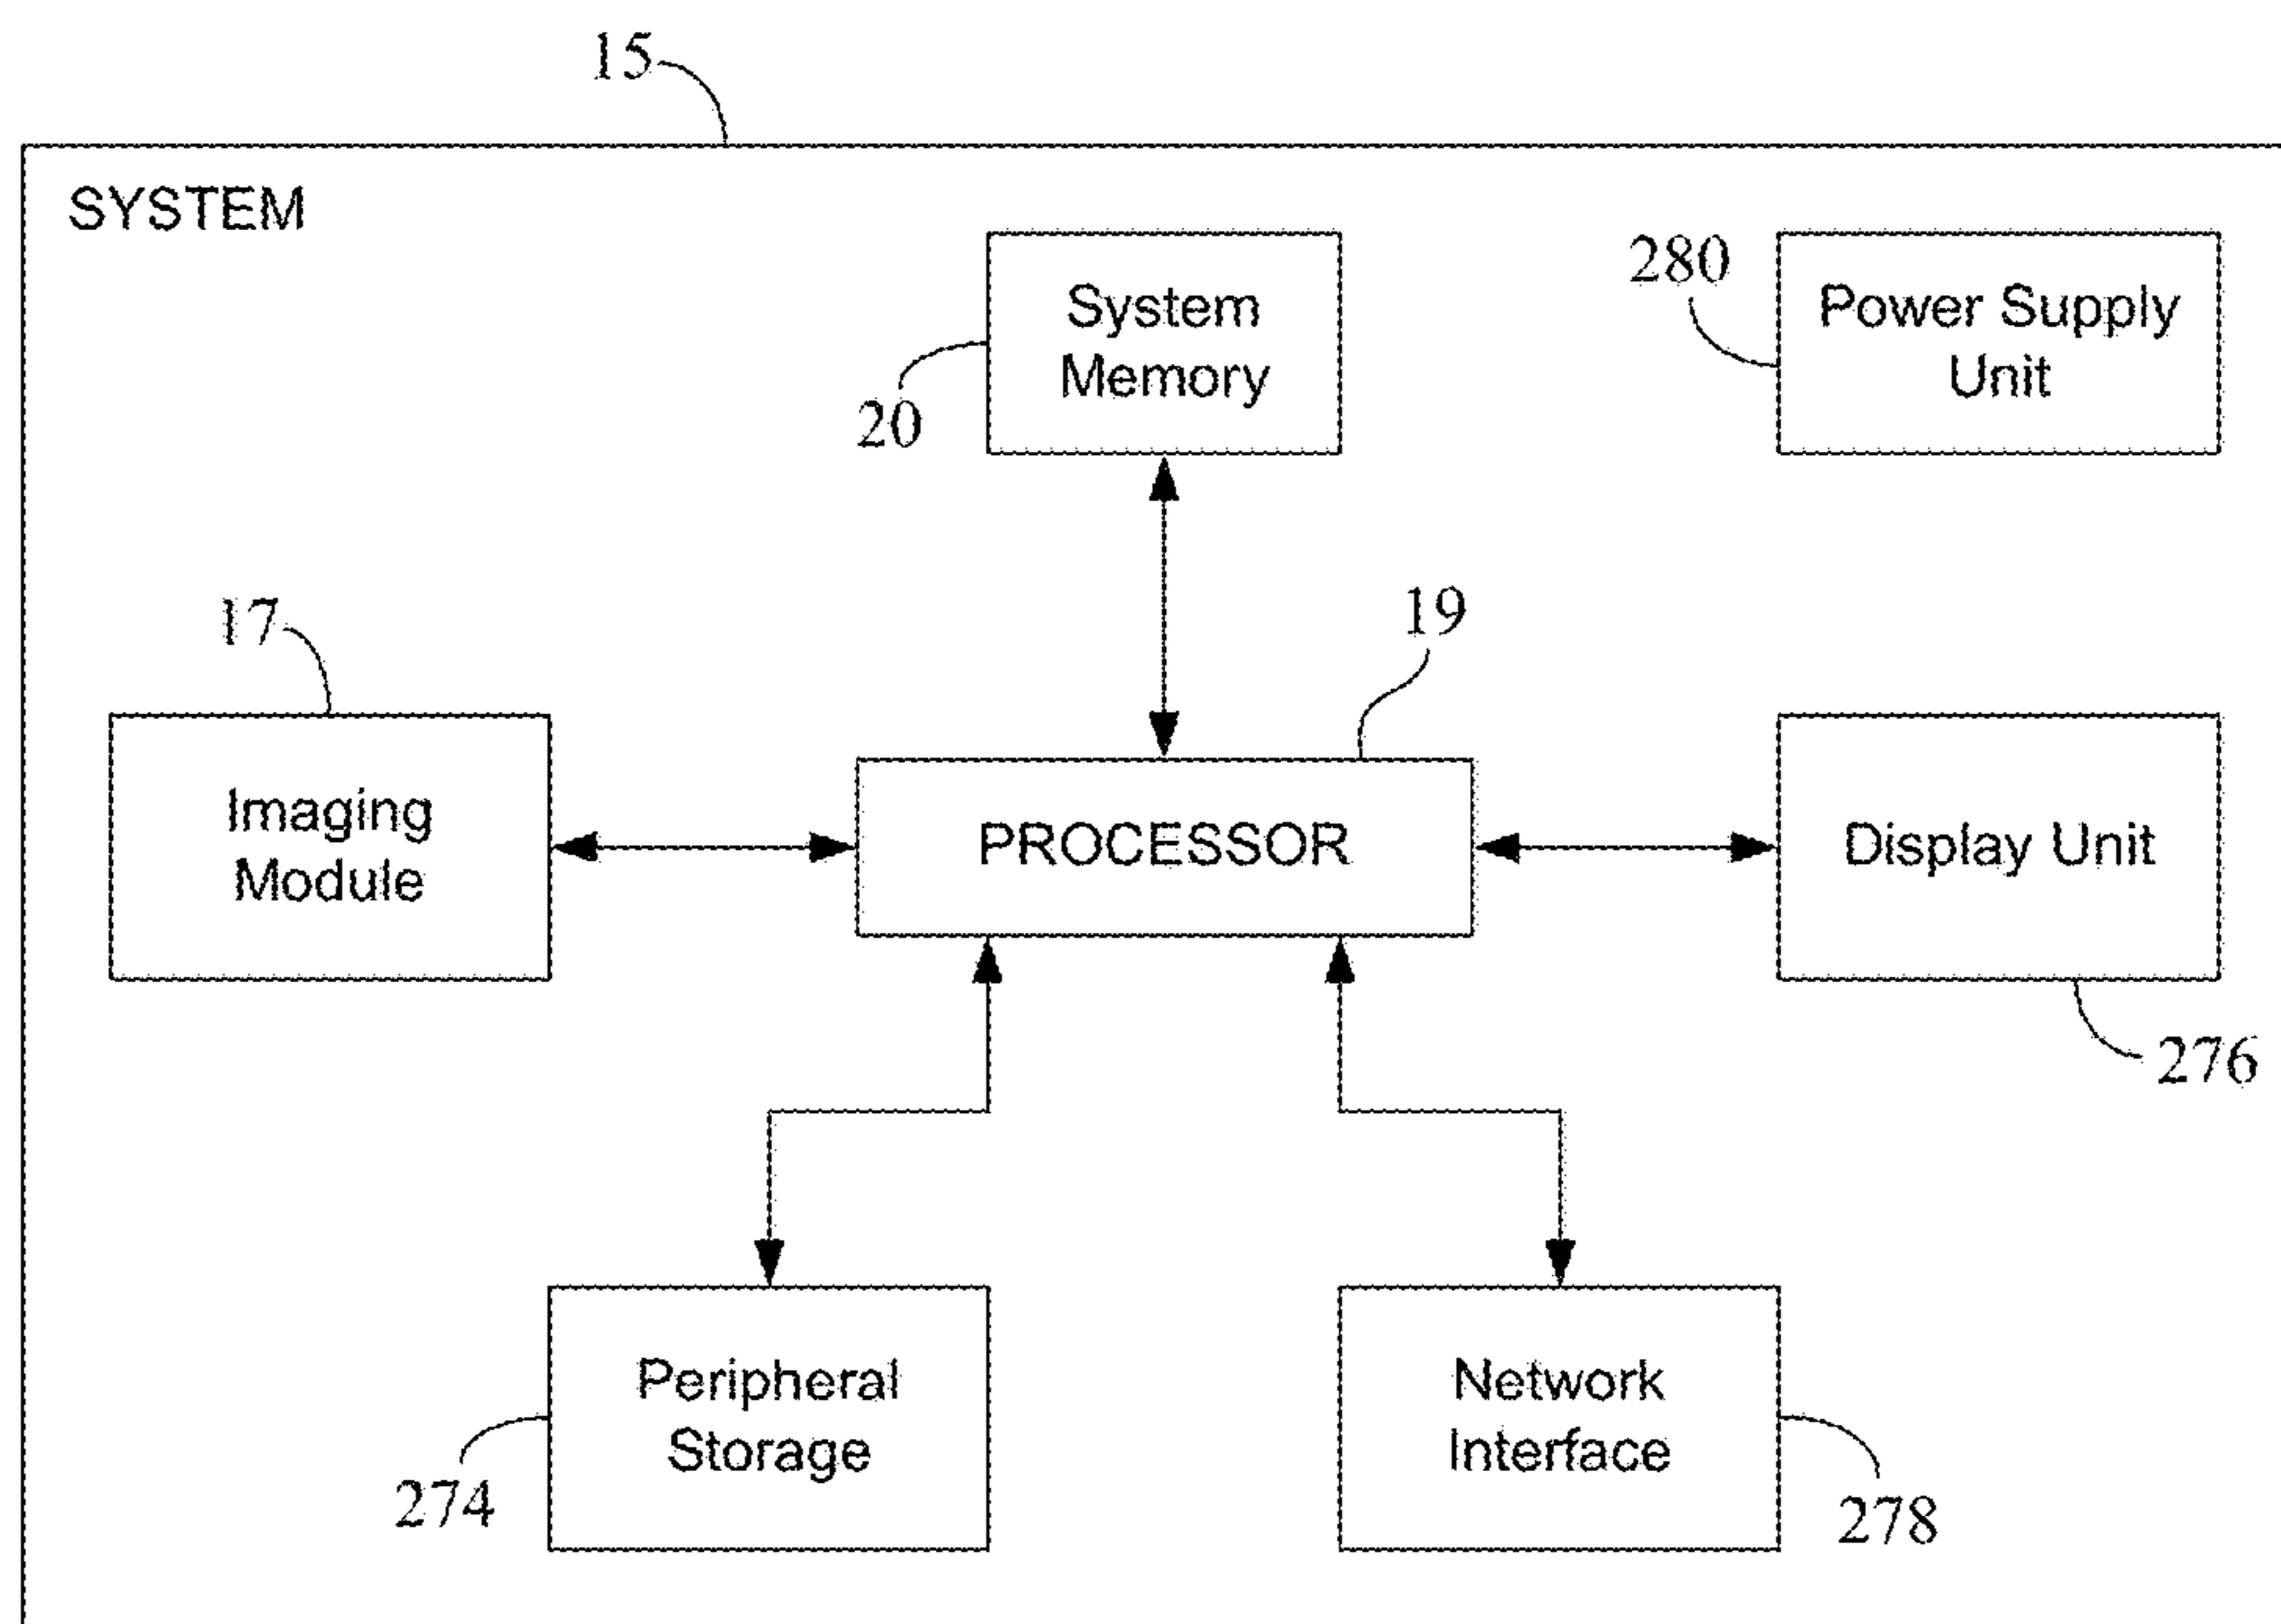 15
SYSTEM
System
Memory
20
280
Power Supply
Unit
17
19
Imaging
Module
PROCESSOR
Display Unit
276
Peripheral
Storage
274
Network
Interface
278